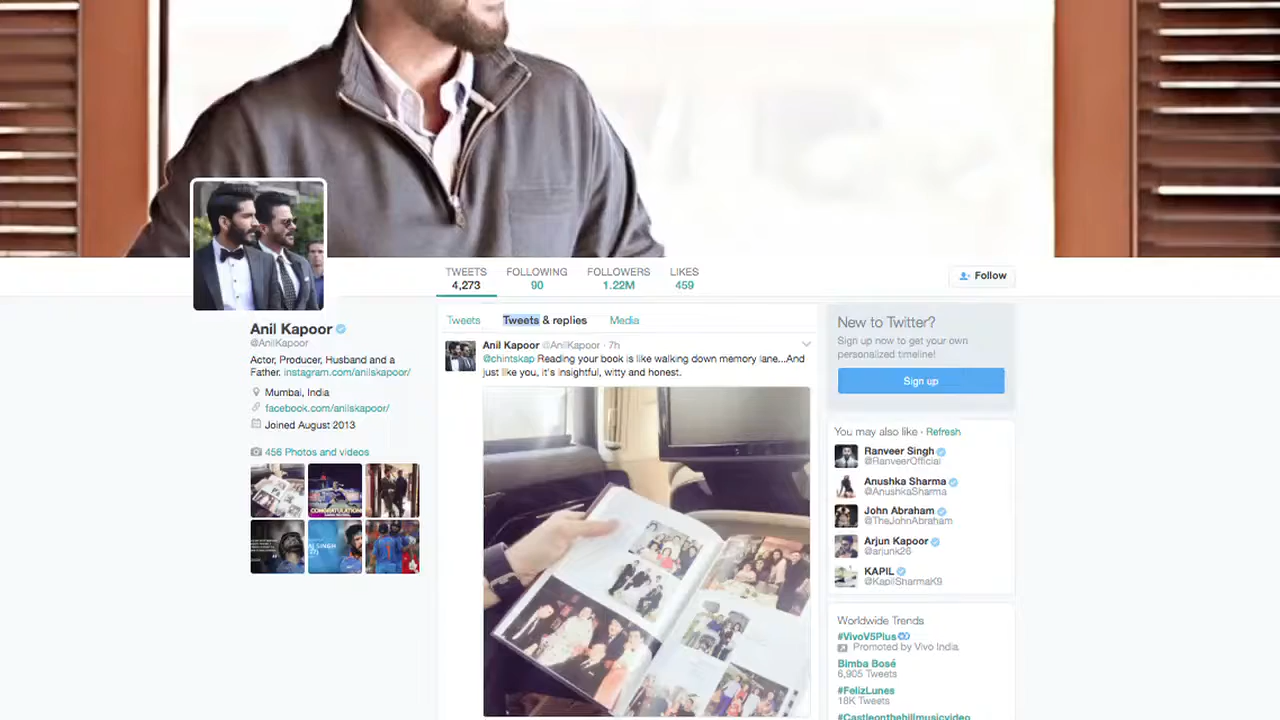 TWEETS FOLLOWING FOLLOWERS LIKES
4,273 90 1.22M 459
Follow
Anil Kapoor
@AnilKapoor
Actor, Producer, Husband and a
Father. instagram.com/anilskapoor/
Mumbai, India
facebook.com/anilskapoor/
Joined August 2013
456 Photos and videos
CONGRATULATIONS
Tweets Tweets & replies Media
Anil Kapoor @AnilKapoor · 7h
@chintskap Reading your book is like walking down memory lane...And
just like you, it's insightful, witty and honest.
New to Twitter?
Sign up now to get your own
personalized timeline!
Sign up
You may also like · Refresh
Ranveer Singh
@RanveerOfficial
Anushka Sharma
@AnushkaSharma
John Abraham
@TheJohnAbraham
Arjun Kapoor
@arjunk26
KAPIL
@KapilSharmaK9
Worldwide Trends
#VivoV5Plus
Promoted by Vivo India
Bimba Bosé
6,905 Tweets
#FelizLunes
18K Tweets
#Castleonthehillmusicvideo